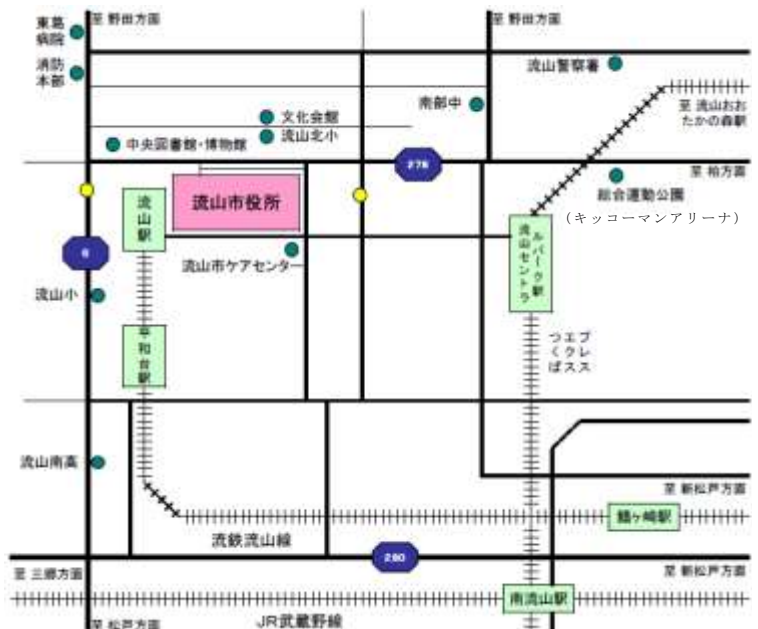 東葛
病院
至 野田方面
至 野田方面
消防
本部
流山警察署
南部中
至 流山おお
たかの森駅
文化会館
流山北小
中央図書館・博物館
278
至 柏方面
総合運動公園
(キッコーマンアリーナ)
流山駅
流山市役所
流山セントラ
ルパーク駅
流山市ケアセンター
流山小
平和台駅
つくば
エクス
プレス
流山南高
至 新松戸方面
鰭ヶ崎駅
流鉄流山線
280
至 三郷方面
至 新松戸方面
南流山駅
至 松戸方面
JR武蔵野線